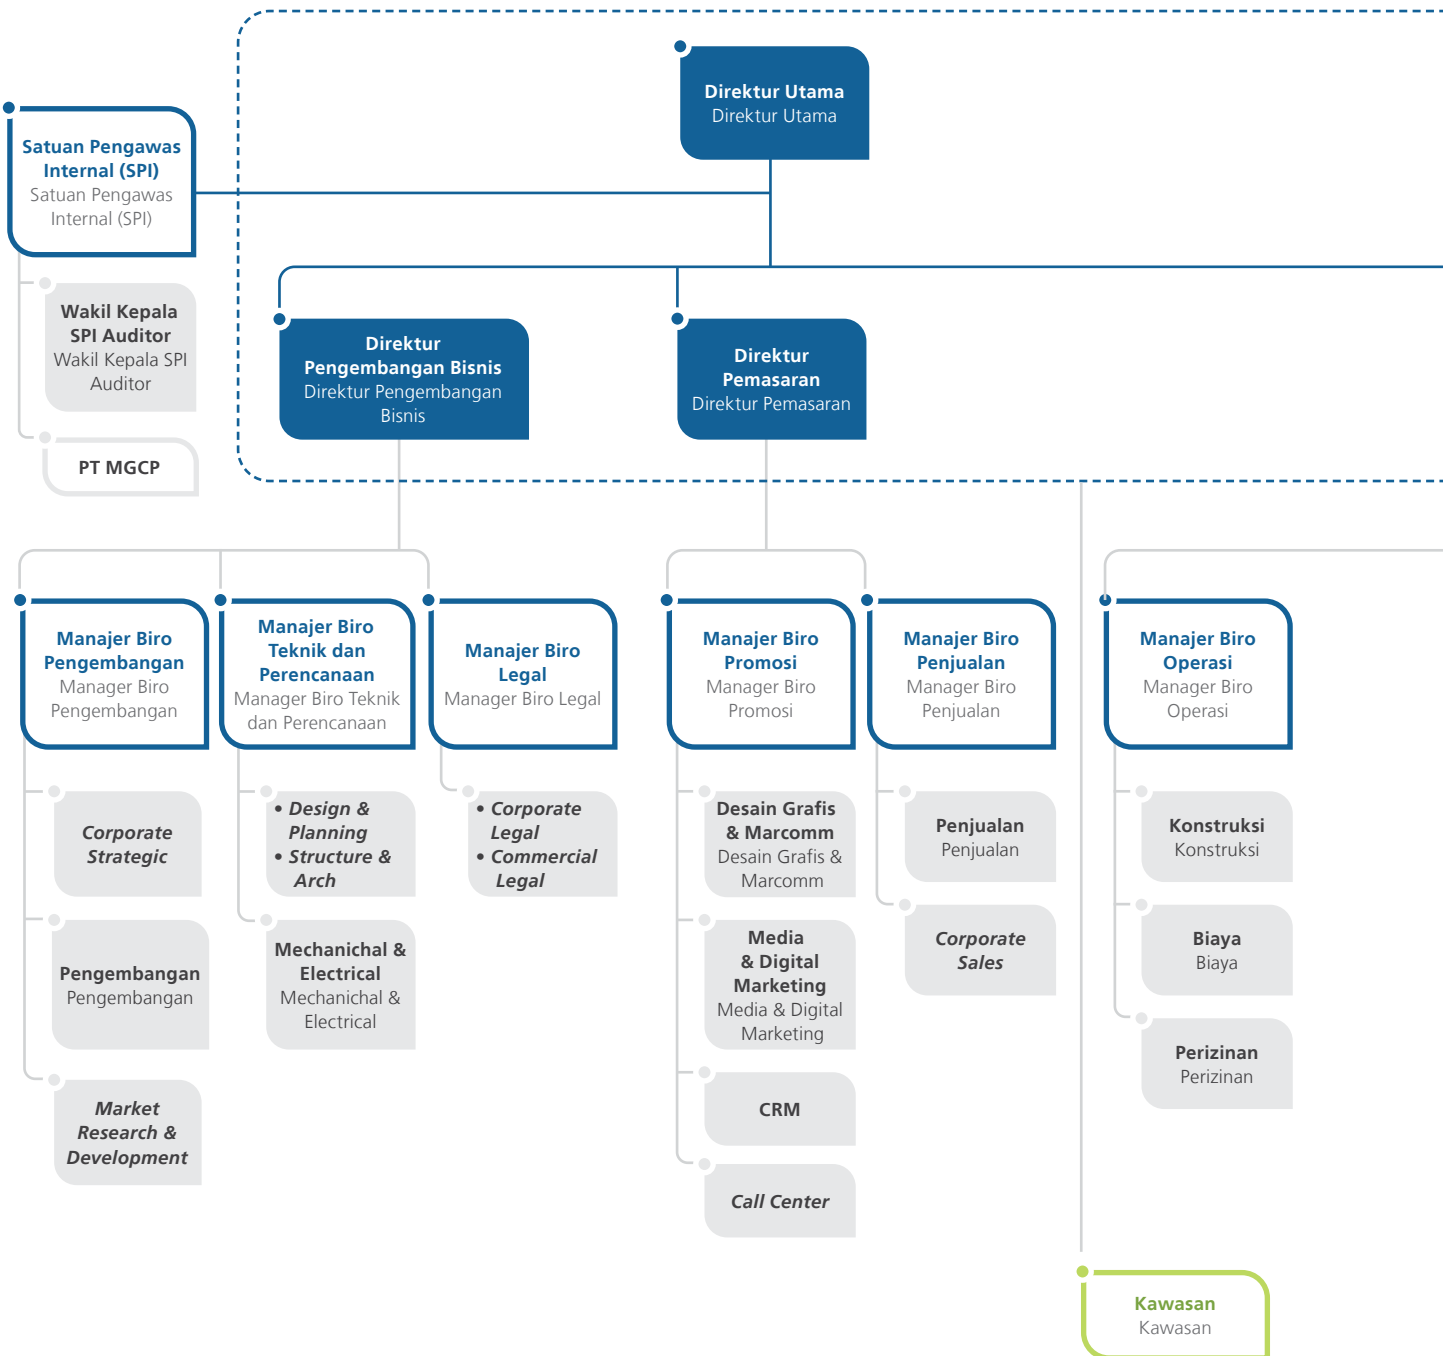 Direktur Utama
Direktur Utama
Satuan Pengawas
Internal (SPI)
Satuan Pengawas
Internal (SPI)
Wakil Kepala
SPI Auditor
Wakil Kepala SPI
Auditor
PT MGCP
Direktur
Pengembangan Bisnis
Direktur Pengembangan
Bisnis
Direktur
Pemasaran
Direktur Pemasaran
Manajer Biro
Pengembangan
Manager Biro
Pengembangan
Manajer Biro
Teknik dan
Perencanaan
Manager Biro Teknik
dan Perencanaan
Manajer Biro
Legal
Manager Biro Legal
Manajer Biro
Promosi
Manager Biro
Promosi
Manajer Biro
Penjualan
Manager Biro
Penjualan
Manajer Biro
Operasi
Manager Biro
Operasi
Corporate
Strategic
Pengembangan
Pengembangan
Market
Research &
Development
• Design &
Planning
• Structure &
Arch
Mechanichal &
Electrical
Mechanichal &
Electrical
• Corporate
Legal
• Commercial
Legal
Desain Grafis
& Marcomm
Desain Grafis &
Marcomm
Media
& Digital
Marketing
Media & Digital
Marketing
CRM
Call Center
Penjualan
Penjualan
Corporate
Sales
Konstruksi
Konstruksi
Biaya
Biaya
Perizinan
Perizinan
Kawasan
Kawasan